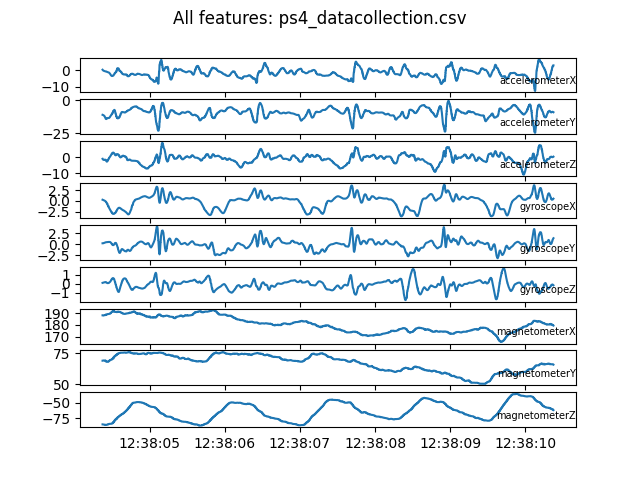 All features: ps4_datacollection.csv
0
−10
accelerometerX
0
−25
accelerometerY
0
−10
accelerometerZ
2.5
0.0
−2.5
gyroscopeX
2.5
0.0
−2.5
gyroscopeY
1
0
−1
gyroscopeZ
190
180
170
magnetometerX
75
50
magnetometerY
−50
−75
magnetometerZ
12:38:05 12:38:06 12:38:07 12:38:08 12:38:09 12:38:10